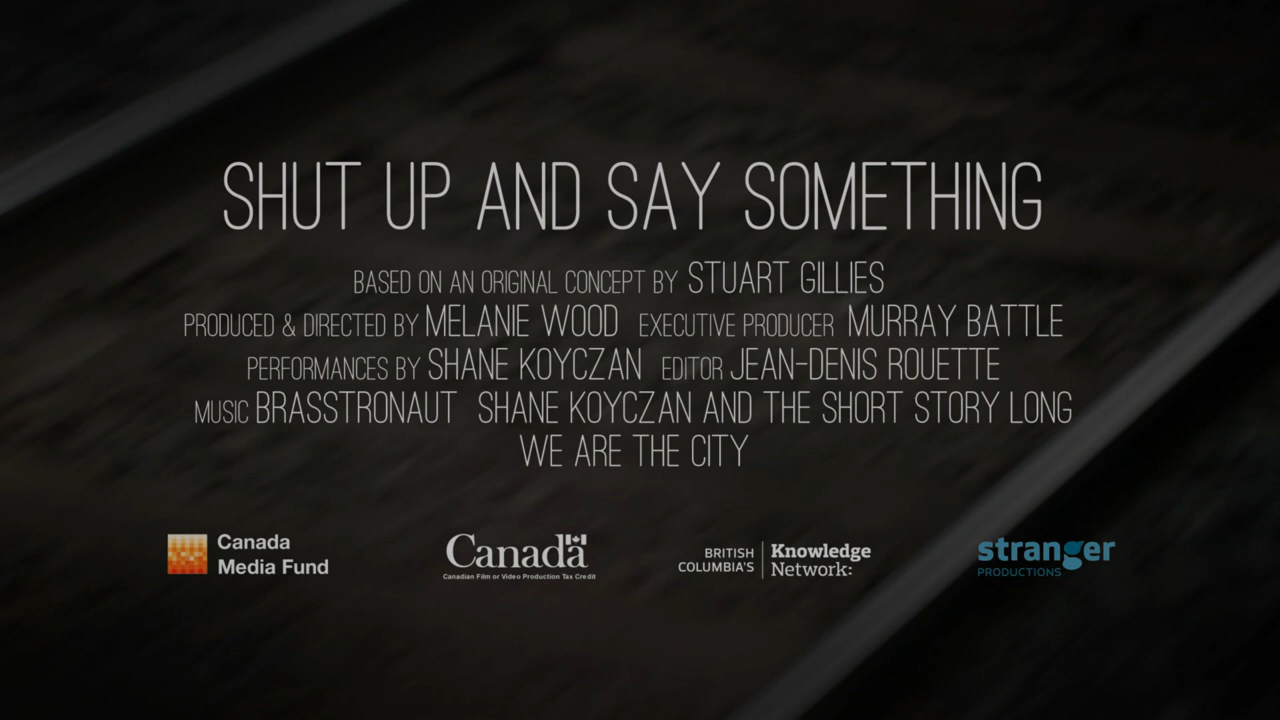 SHUT UP AND SAY SOMETHING
BASED ON AN ORIGINAL CONCEPT BY STUART GILLIES
PRODUCED & DIRECTED BY MELANIE WOOD EXECUTIVE PRODUCER MURRAY BATTLE
PERFORMANCES BY SHANE KOYCZAN EDITOR JEAN-DENIS ROUETTE
MUSIC BRASSTRONAUT SHANE KOYCZAN AND THE SHORT STORY LONG
WE ARE THE CITY
Canada
Media Fund
Canada
Canadian Film or Video Production Tax Credit
BRITISH
COLUMBIA'S
Knowledge
Network:
stranger
PRODUCTIONS